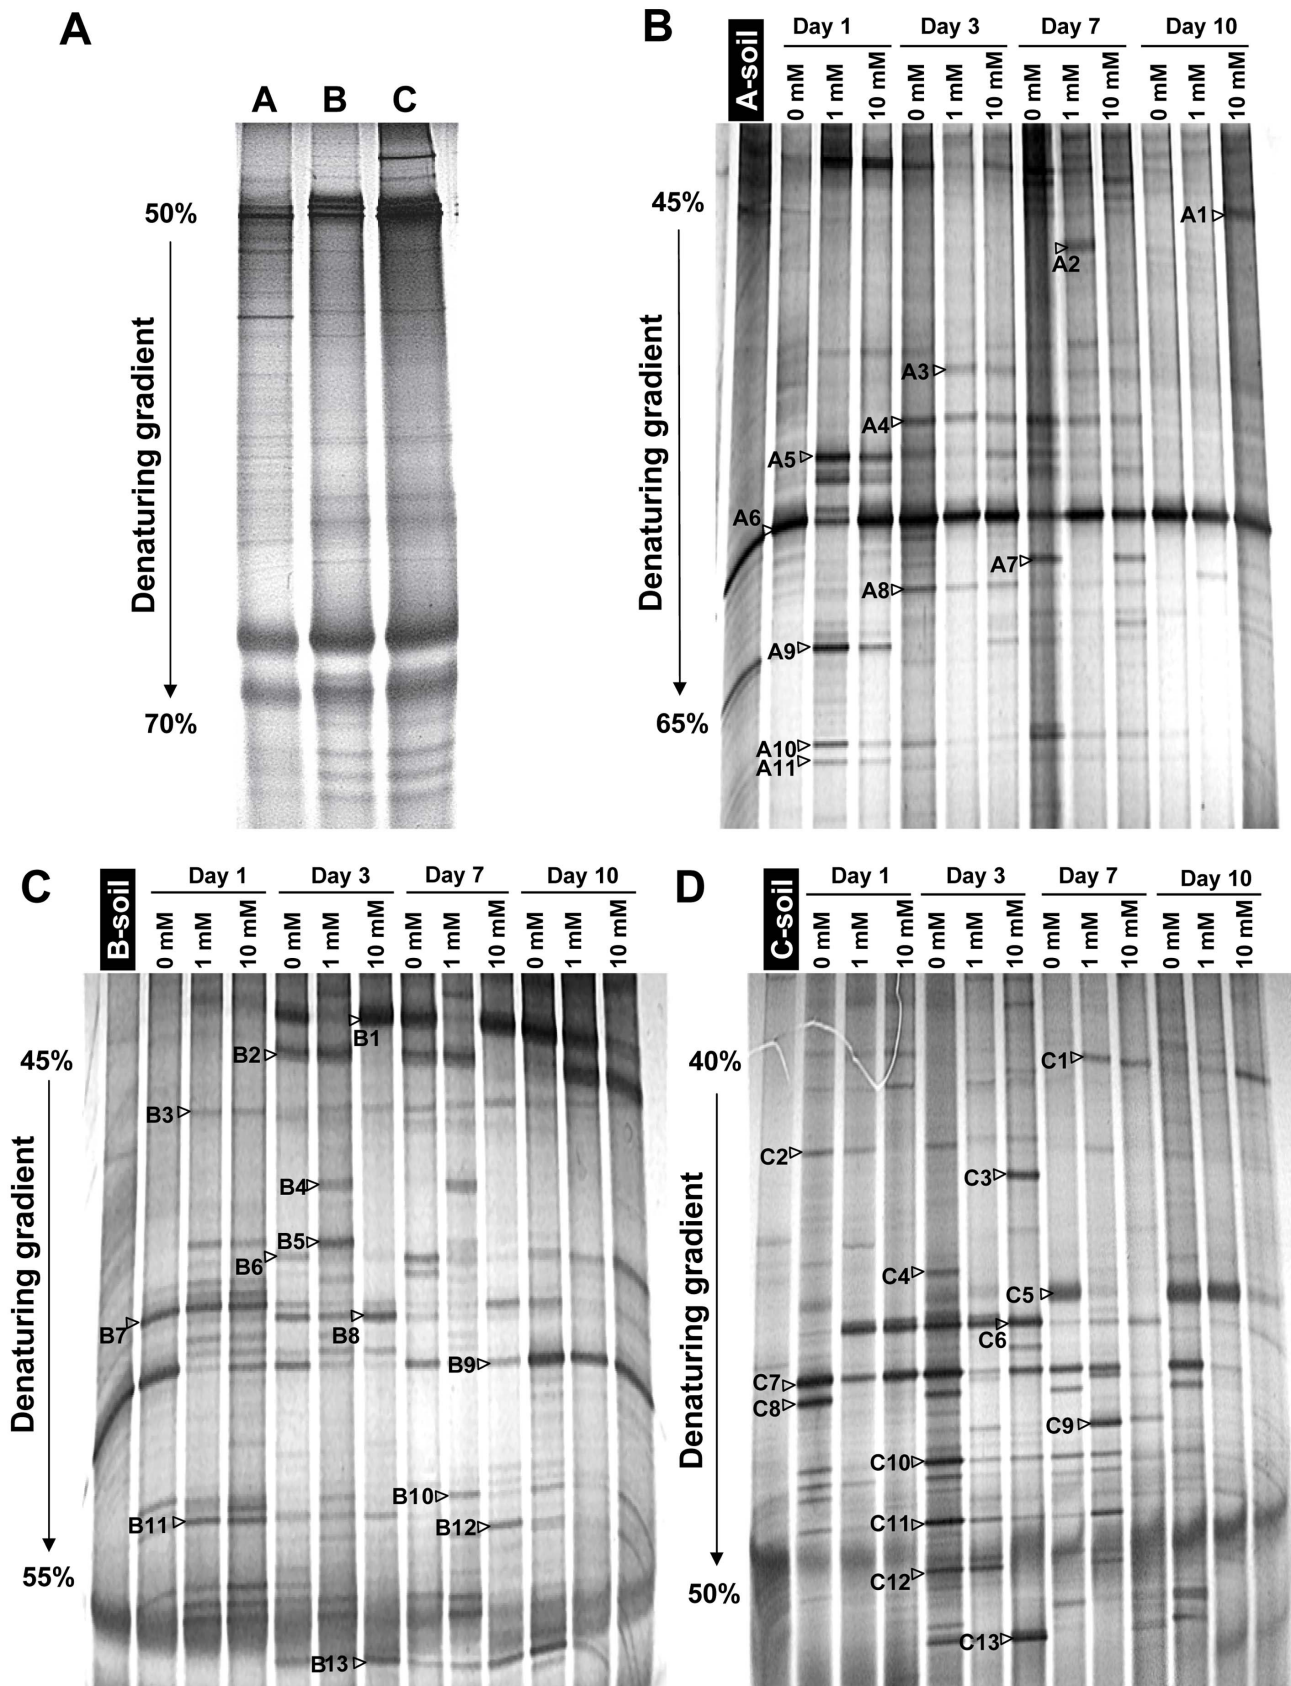 A
A B C
50%
Denaturing gradient
70%
B
A-soil
Day 1 Day 3 Day 7 Day 10
0 mM 1 mM 10 mM 0 mM 1 mM 10 mM 0 mM 1 mM 10 mM 0 mM 1 mM 10 mM
45%
Denaturing gradient
65%
A1
A2
A3
A4
A5
A6
A7
A8
A9
A10
A11
C
B-soil
Day 1 Day 3 Day 7 Day 10
0 mM 1 mM 10 mM 0 mM 1 mM 10 mM 0 mM 1 mM 10 mM 0 mM 1 mM 10 mM
45%
Denaturing gradient
55%
B1
B2
B3
B4
B5
B6
B7
B8
B9
B10
B11
B12
B13
D
C-soil
Day 1 Day 3 Day 7 Day 10
0 mM 1 mM 10 mM 0 mM 1 mM 10 mM 0 mM 1 mM 10 mM 0 mM 1 mM 10 mM
40%
Denaturing gradient
50%
C1
C2
C3
C4
C5
C6
C7
C8
C9
C10
C11
C12
C13